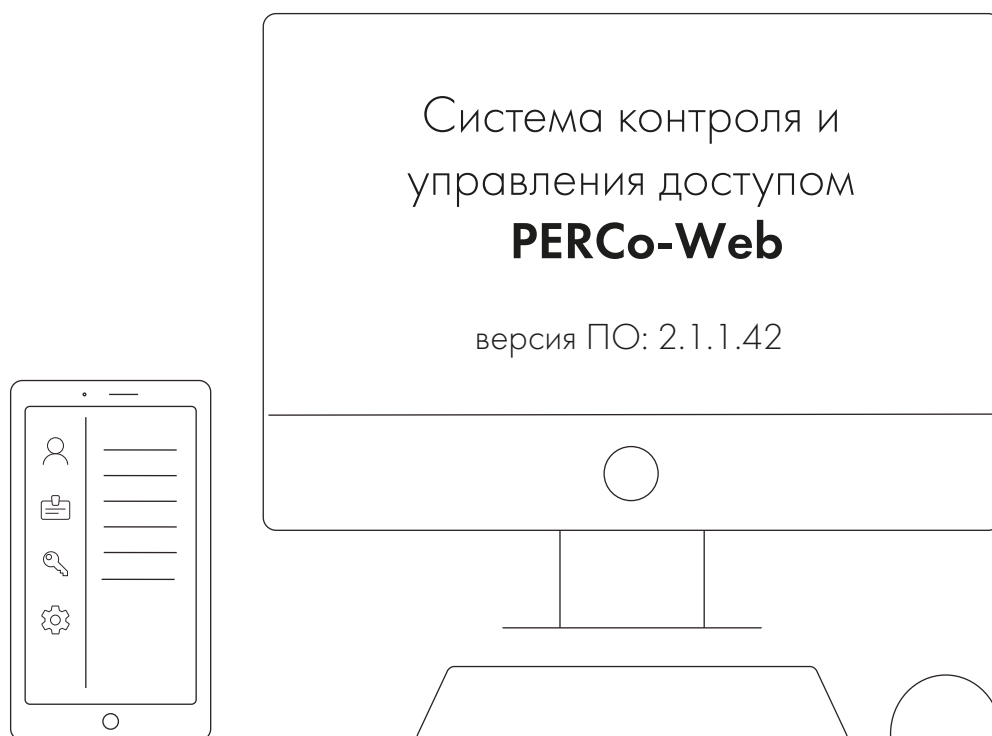 Система контроля и
управления доступом
PERCo-Web
версия ПО: 2.1.1.42